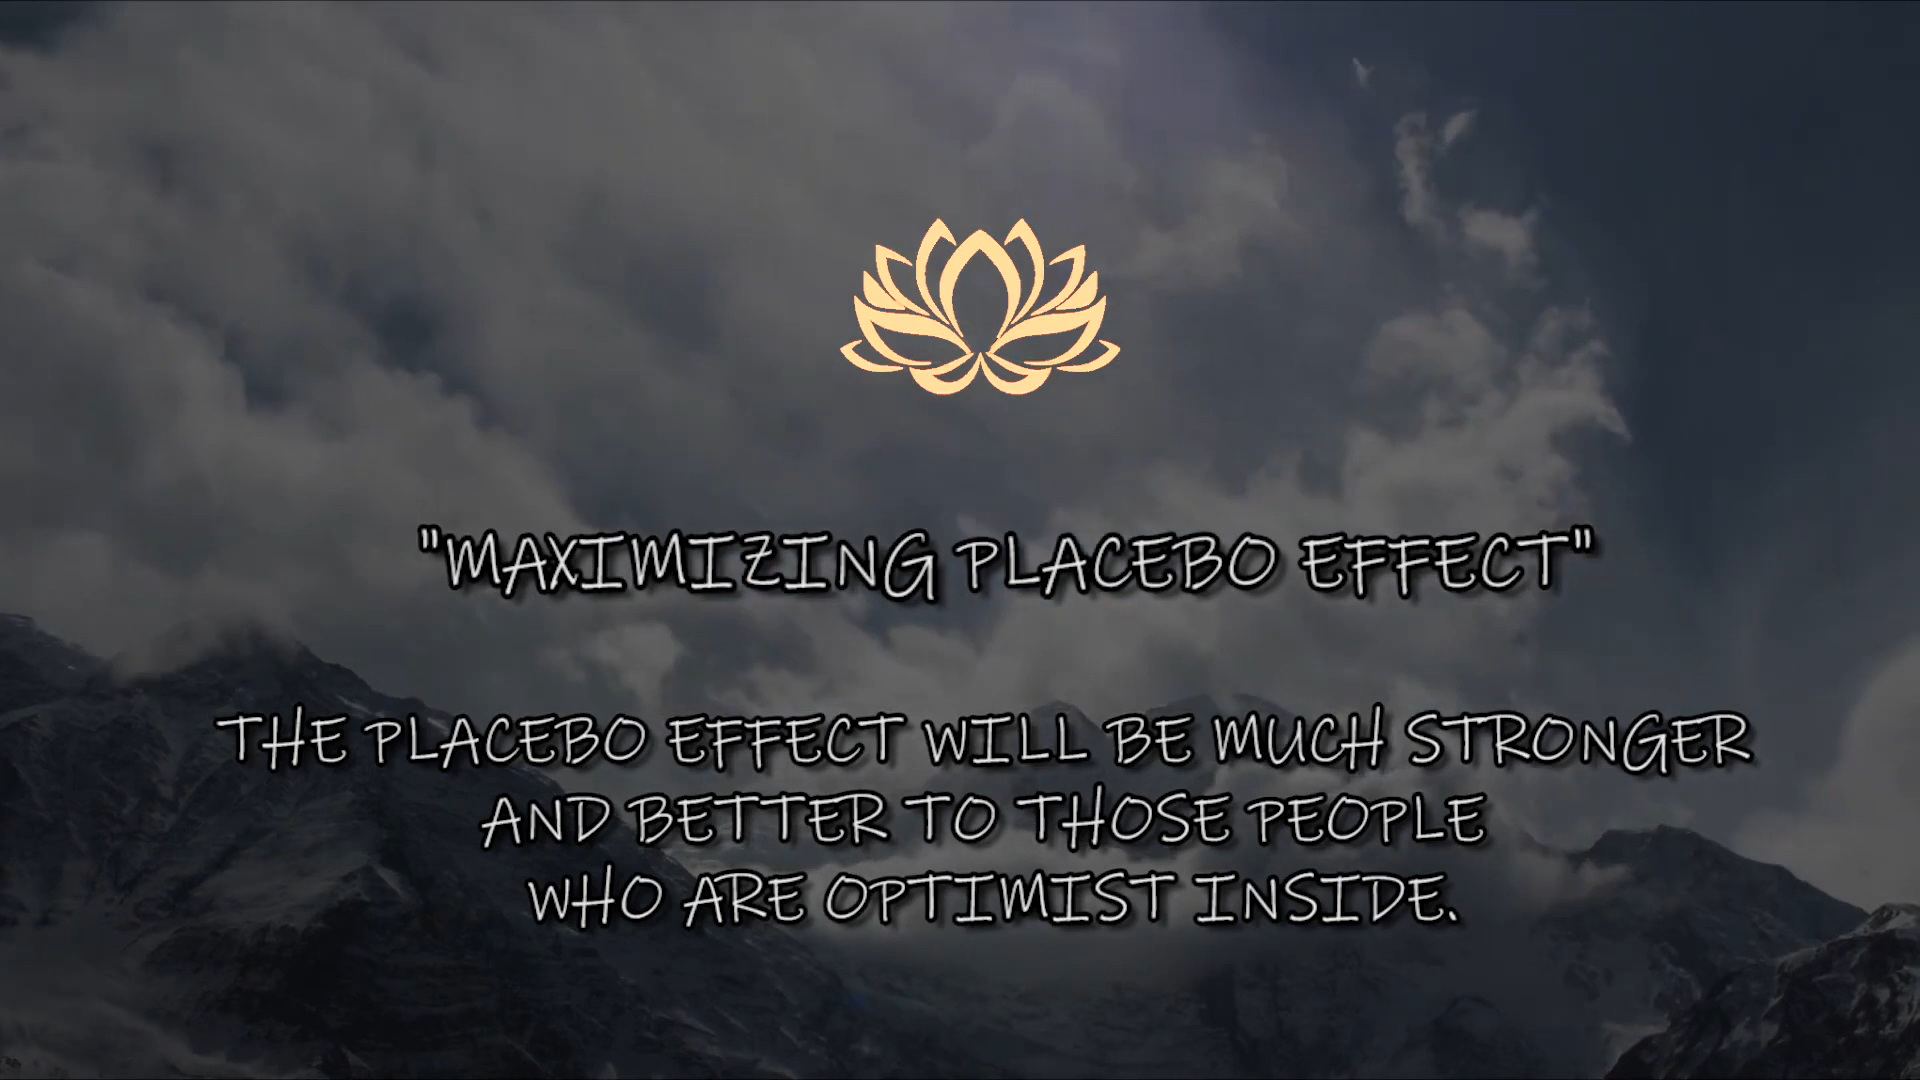 "MAXIMIZING PLACEBO EFFECT"
THE PLACEBO EFFECT WILL BE MUCH STRONGER
AND BETTER TO THOSE PEOPLE
WHO ARE OPTIMIST INSIDE.